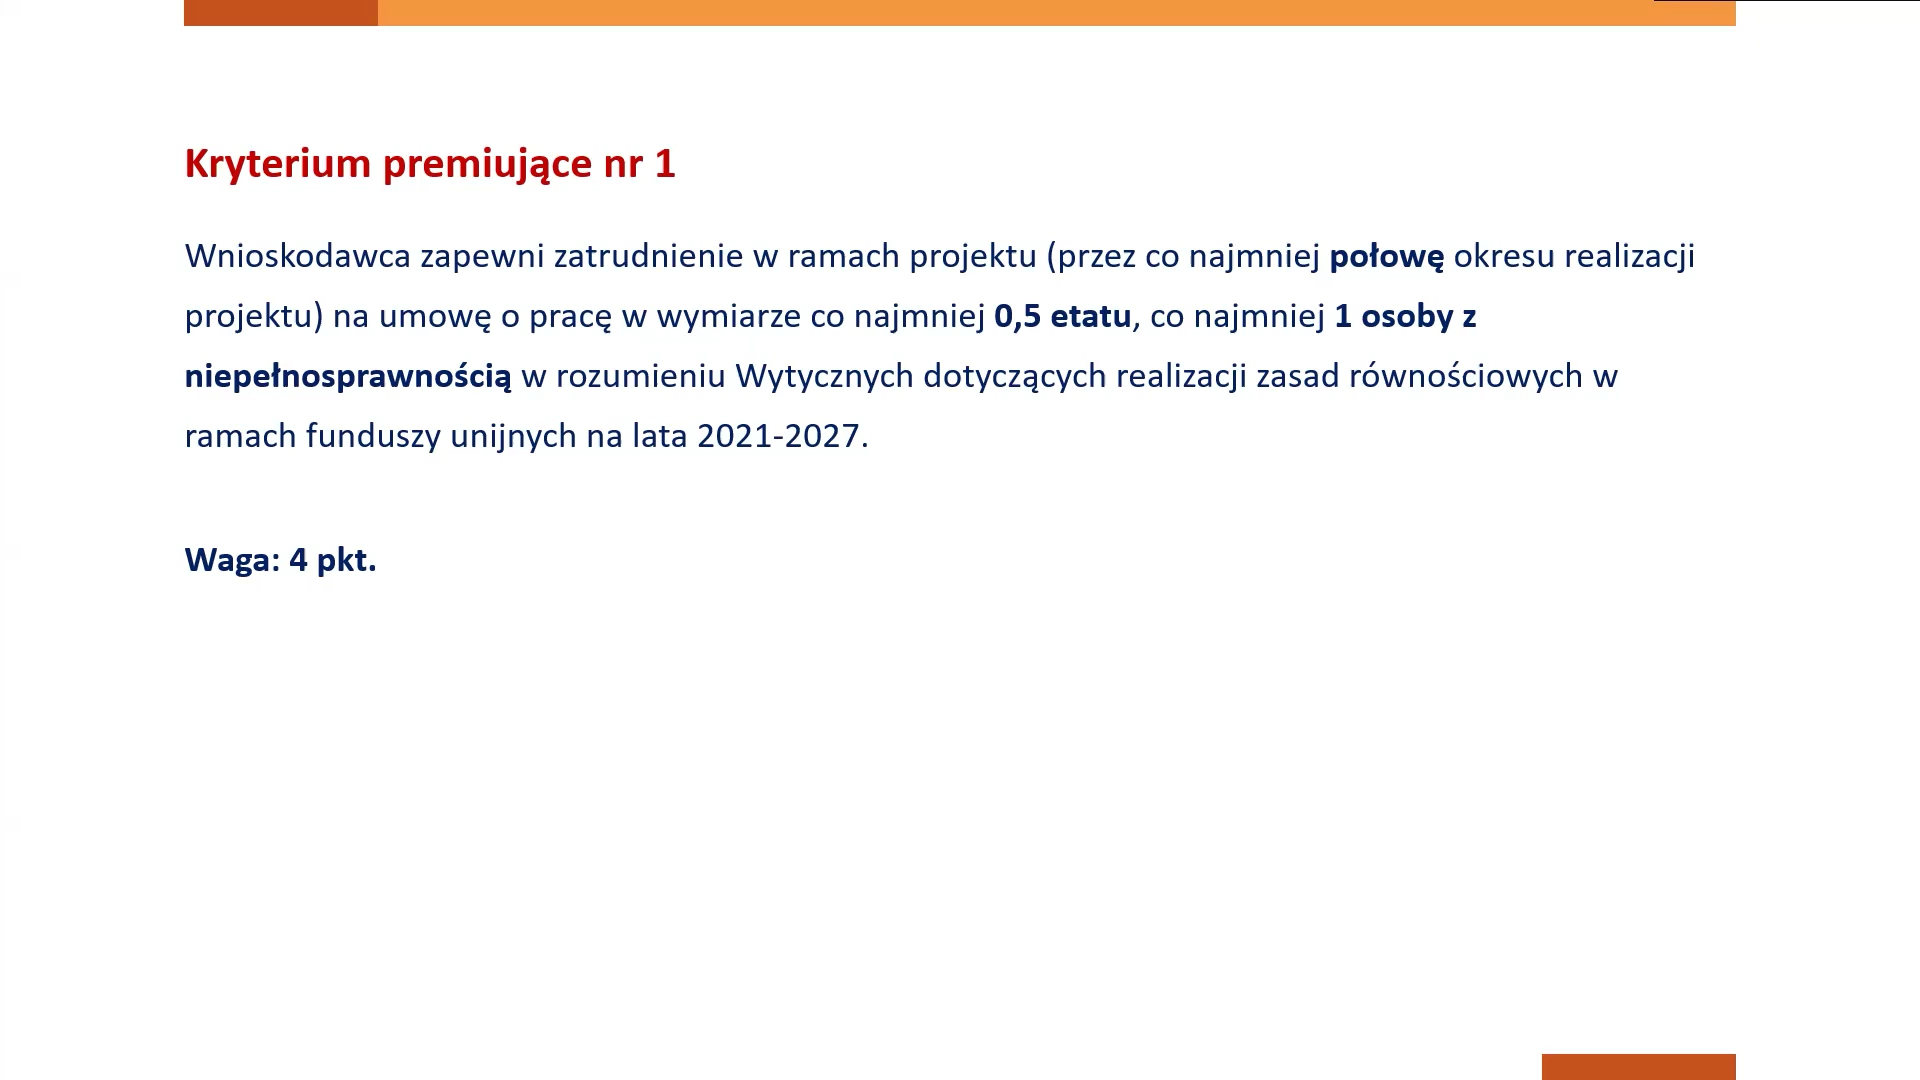 Kryterium premiujące nr 1
Wnioskodawca zapewni zatrudnienie w ramach projektu (przez co najmniej połowę okresu realizacji
projektu) na umowę o pracę w wymiarze co najmniej 0,5 etatu, co najmniej 1 osoby z
niepełnosprawnością w rozumieniu Wytycznych dotyczących realizacji zasad równościowych w
ramach funduszy unijnych na lata 2021-2027.
Waga: 4 pkt.